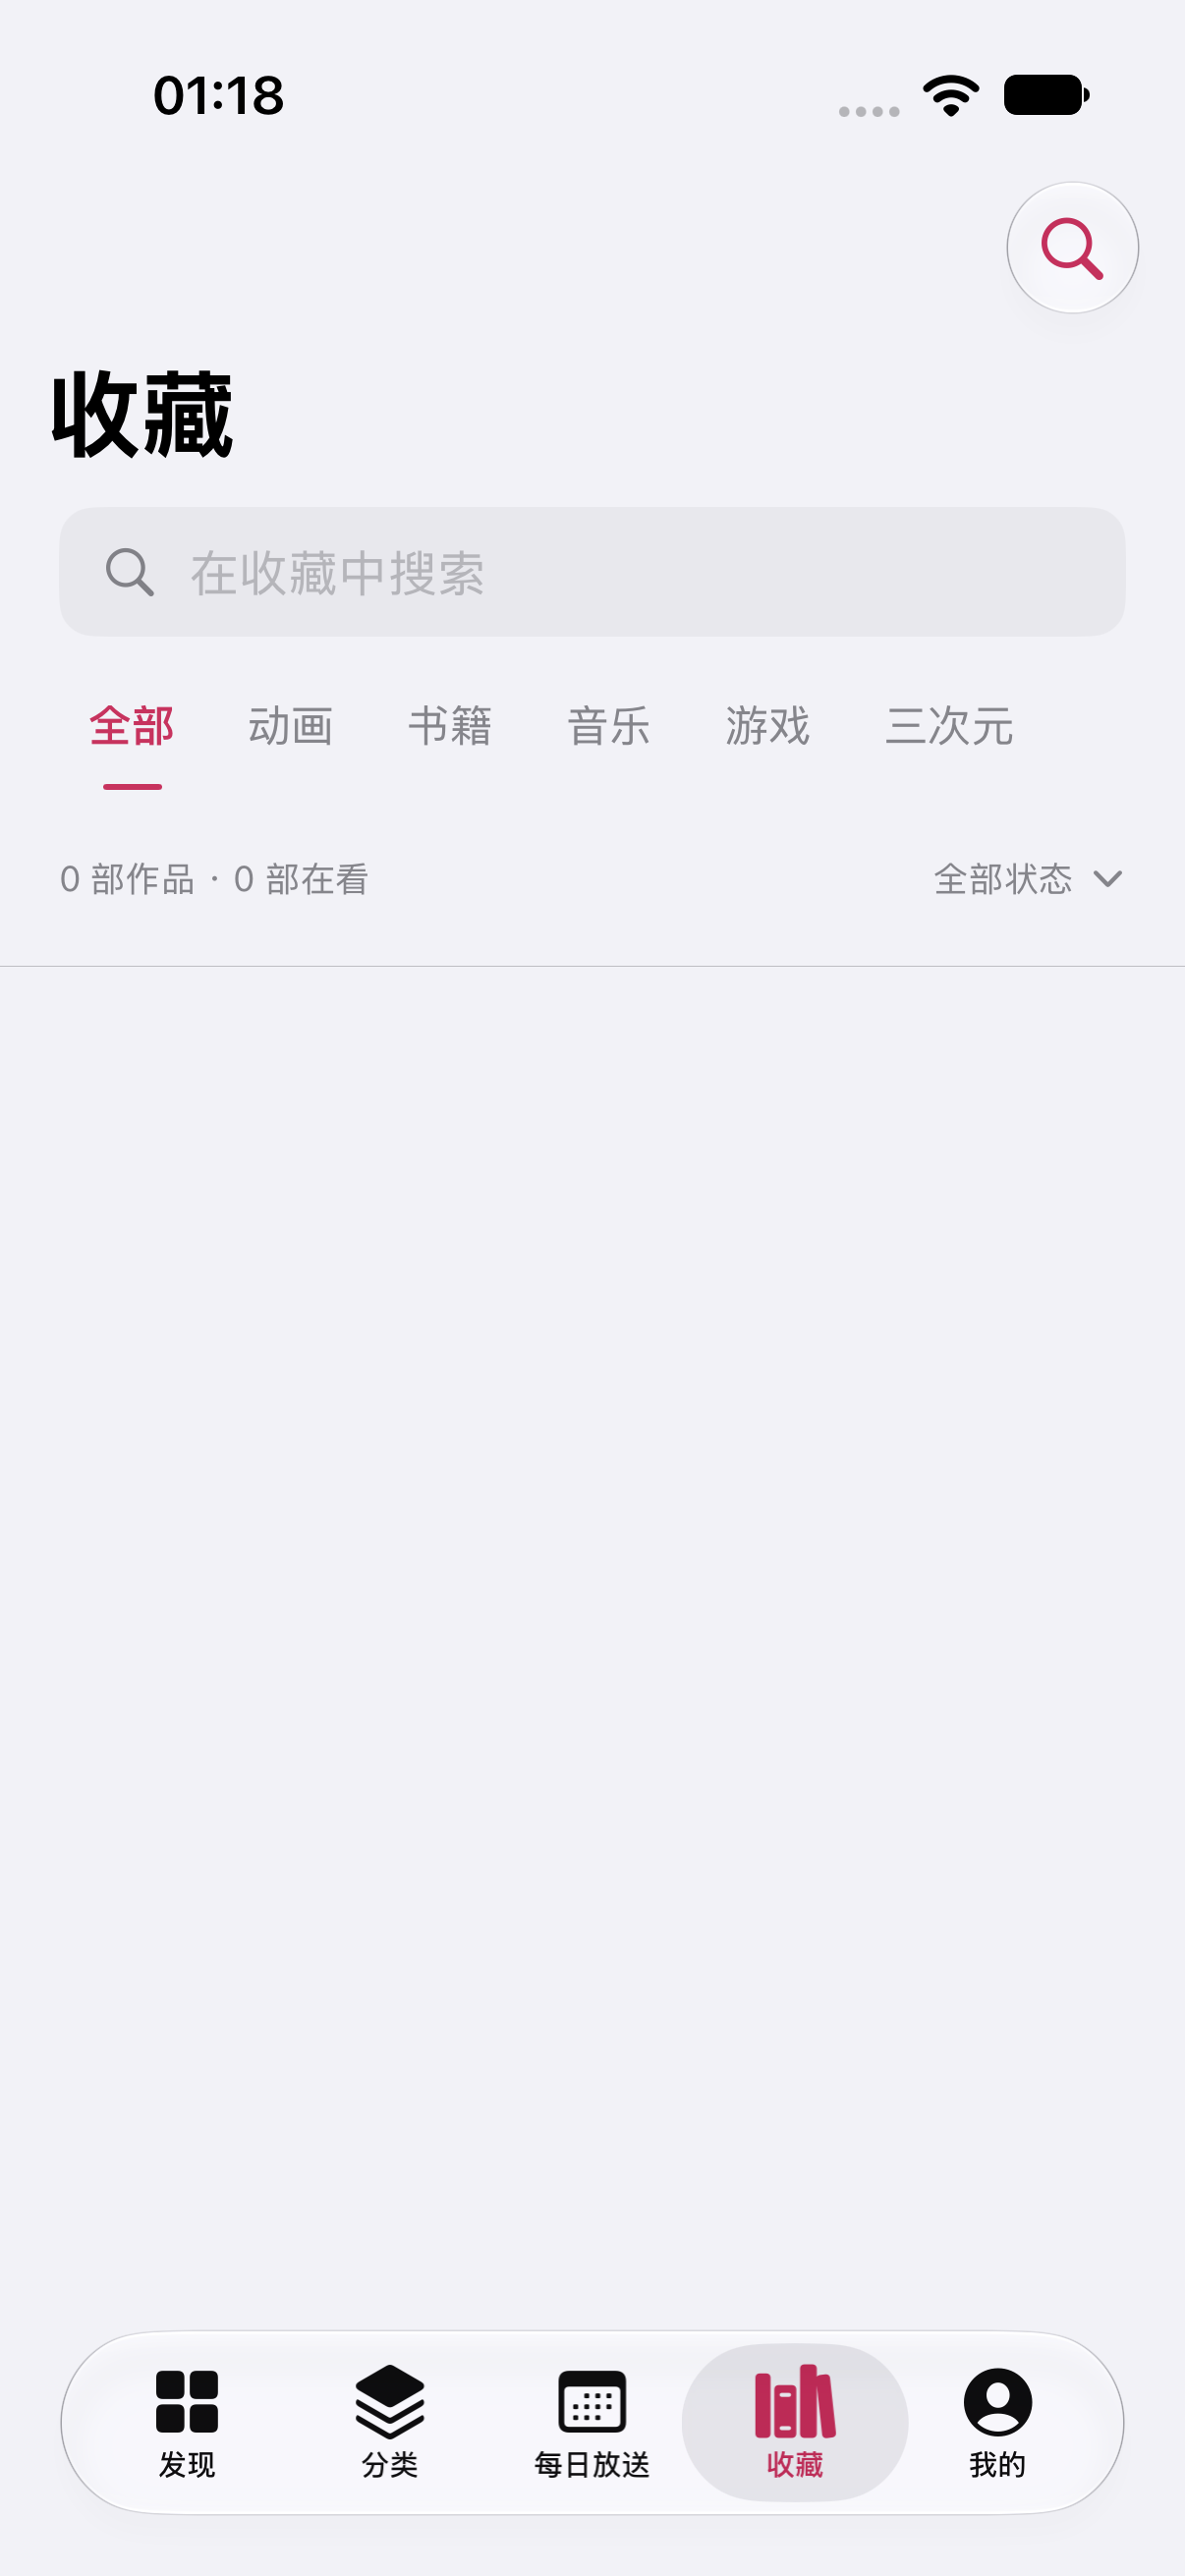 01:18
收藏
在收藏中搜索
全部 动画 书籍 音乐 游戏 三次元
0 部作品 · 0 部在看 全部状态
发现 分类 每日放送 收藏 我的